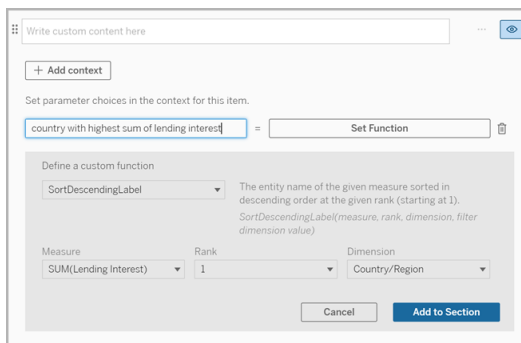 Write custom content here
+ Add context
Set parameter choices in the context for this item.
country with highest sum of lending interest = Set Function
Define a custom function
SortDescendingLabel
The entity name of the given measure sorted in
descending order at the given rank (starting at 1).
SortDescendingLabel(measure, rank, dimension, filter
dimension value)
Measure Rank Dimension
SUM(Lending Interest) 1 Country/Region
Cancel Add to Section